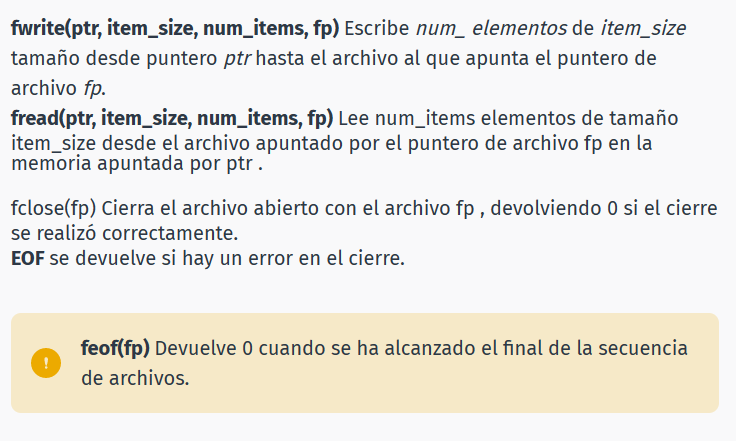 fwrite(ptr, item_size, num_items, fp) Escribe num_ elementos de item_size
tamaño desde puntero ptr hasta el archivo al que apunta el puntero de
archivo fp.
fread(ptr, item_size, num_items, fp) Lee num_items elementos de tamaño
item_size desde el archivo apuntado por el puntero de archivo fp en la
memoria apuntada por ptr .
fclose(fp) Cierra el archivo abierto con el archivo fp , devolviendo 0 si el cierre
se realizó correctamente.
EOF se devuelve si hay un error en el cierre.
!
feof(fp) Devuelve 0 cuando se ha alcanzado el final de la secuencia
de archivos.